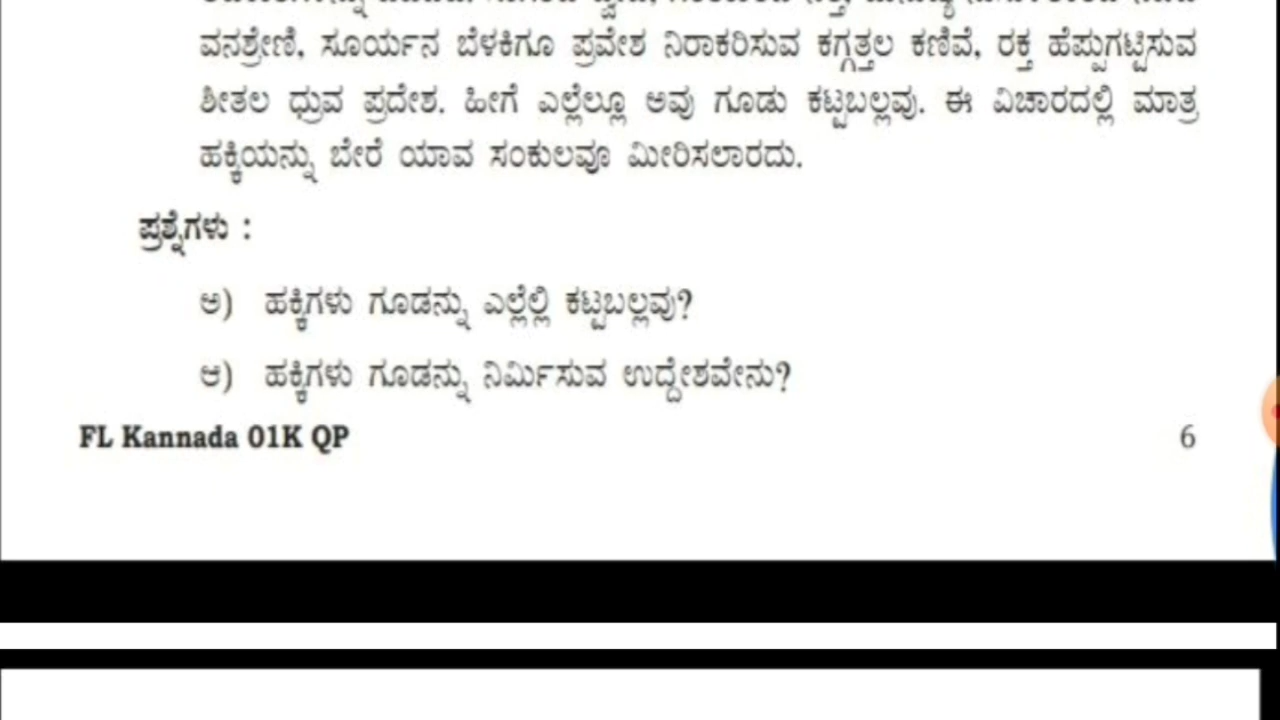 ವನಶ್ರೇಣಿ, ಸೂರ್ಯನ ಬೆಳಕಿಗೂ ಪ್ರವೇಶ ನಿರಾಕರಿಸುವ ಕಗ್ಗತ್ತಲ ಕಣಿವೆ, ರಕ್ತ ಹೆಪ್ಪುಗಟ್ಟಿಸುವ
ಶೀತಲ ಧ್ರುವ ಪ್ರದೇಶ. ಹೀಗೆ ಎಲ್ಲೆಲ್ಲೂ ಅವು ಗೂಡು ಕಟ್ಟಬಲ್ಲವು. ಈ ವಿಚಾರದಲ್ಲಿ ಮಾತ್ರ
ಹಕ್ಕಿಯನ್ನು ಬೇರೆ ಯಾವ ಸಂಕುಲವೂ ಮೀರಿಸಲಾರದು.
ಪ್ರಶ್ನೆಗಳು :
ಅ) ಹಕ್ಕಿಗಳು ಗೂಡನ್ನು ಎಲ್ಲೆಲ್ಲಿ ಕಟ್ಟಬಲ್ಲವು?
ಆ) ಹಕ್ಕಿಗಳು ಗೂಡನ್ನು ನಿರ್ಮಿಸುವ ಉದ್ದೇಶವೇನು?
FL Kannada 01K QP 6